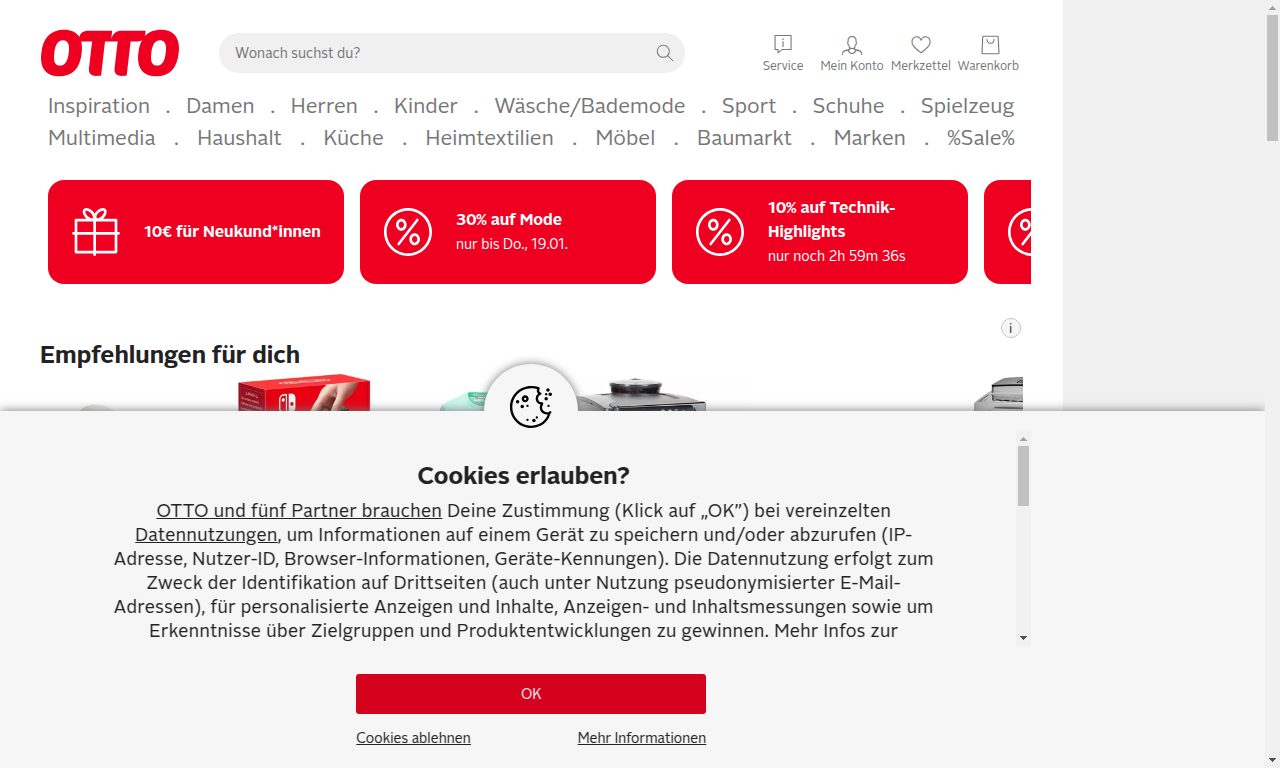 OTTO
Wonach suchst du?
Service
Mein Konto
Merkzettel
Warenkorb
Inspiration . Damen . Herren . Kinder . Wäsche/Bademode . Sport . Schuhe . Spielzeug
Multimedia . Haushalt . Küche . Heimtextilien . Möbel . Baumarkt . Marken . %Sale%
10€ für Neukund*innen
30% auf Mode
nur bis Do., 19.01.
10% auf Technik-
Highlights
nur noch 2h 59m 36s
i
Empfehlungen für dich
Cookies erlauben?
OTTO und fünf Partner brauchen Deine Zustimmung (Klick auf „OK”) bei vereinzelten
Datennutzungen, um Informationen auf einem Gerät zu speichern und/oder abzurufen (IP-
Adresse, Nutzer-ID, Browser-Informationen, Geräte-Kennungen). Die Datennutzung erfolgt zum
Zweck der Identifikation auf Drittseiten (auch unter Nutzung pseudonymisierter E-Mail-
Adressen), für personalisierte Anzeigen und Inhalte, Anzeigen- und Inhaltsmessungen sowie um
Erkenntnisse über Zielgruppen und Produktentwicklungen zu gewinnen. Mehr Infos zur
OK
Cookies ablehnen
Mehr Informationen